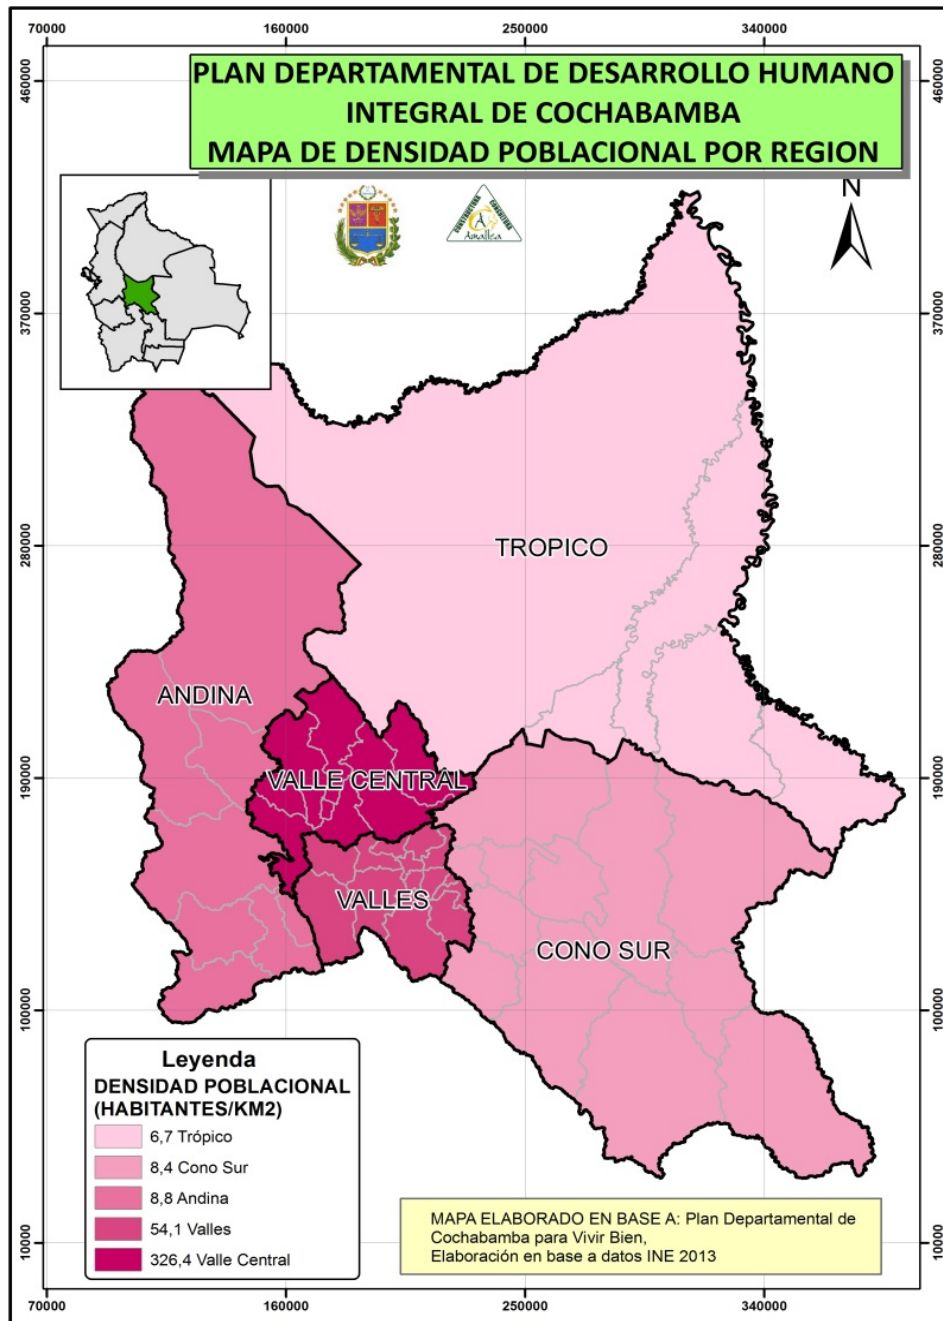 70000 160000 250000 340000
460000 460000
PLAN DEPARTAMENTAL DE DESARROLLO HUMANO
INTEGRAL DE COCHABAMBA
MAPA DE DENSIDAD POBLACIONAL POR REGION
N
CONSTRUCTORA CONSULTORA
Amallea
370000 370000
280000 280000
TROPICO
ANDINA
VALLE CENTRAL
190000 190000
VALLES
CONO SUR
100000 100000
Leyenda
DENSIDAD POBLACIONAL
(HABITANTES/KM2)
6,7 Trópico
8,4 Cono Sur
8,8 Andina
54,1 Valles
326,4 Valle Central
MAPA ELABORADO EN BASE A: Plan Departamental de
Cochabamba para Vivir Bien,
Elaboración en base a datos INE 2013
10000 10000
70000 160000 250000 340000